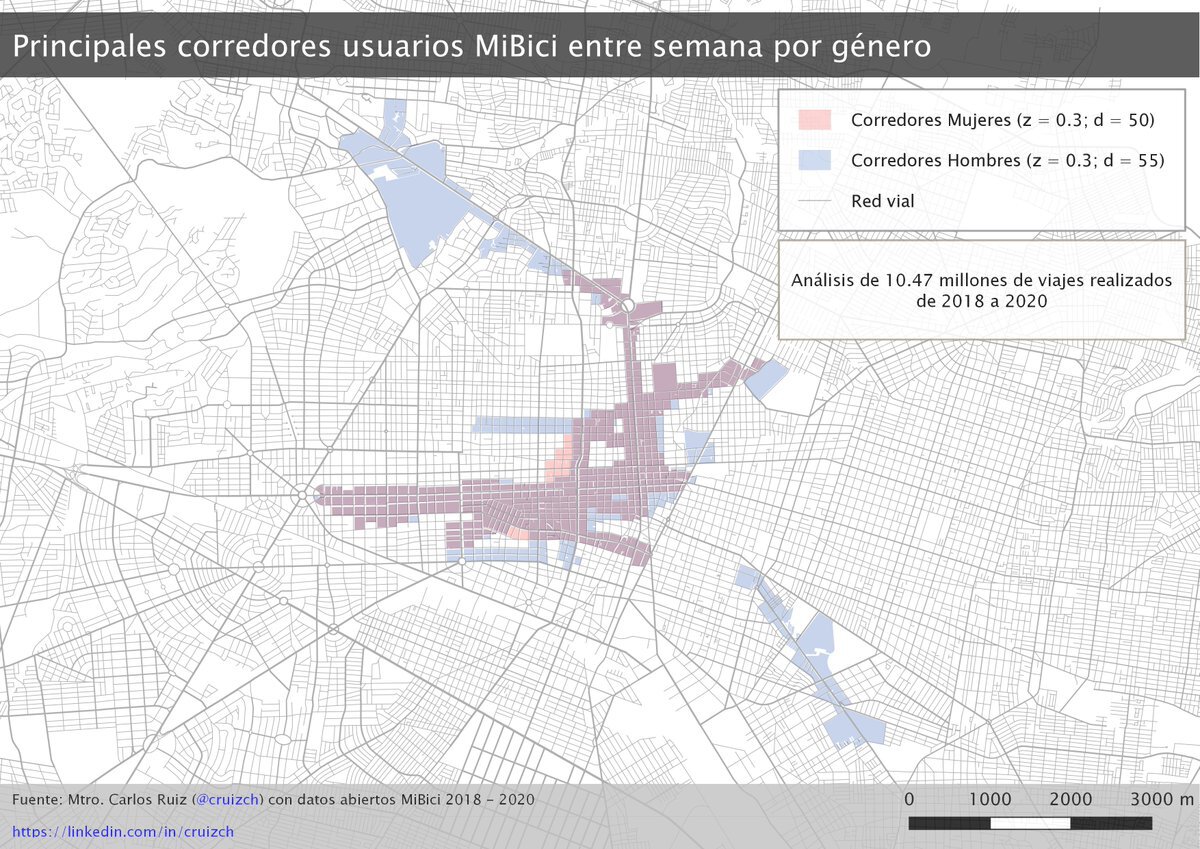 Principales corredores usuarios MiBici entre semana por género
Corredores Mujeres (z = 0.3; d = 50)
Corredores Hombres (z = 0.3; d = 55)
Red vial
Análisis de 10.47 millones de viajes realizados
de 2018 a 2020
Fuente: Mtro. Carlos Ruiz (@cruizch) con datos abiertos MiBici 2018 – 2020
https://linkedin.com/in/cruizch
0 1000 2000 3000 m